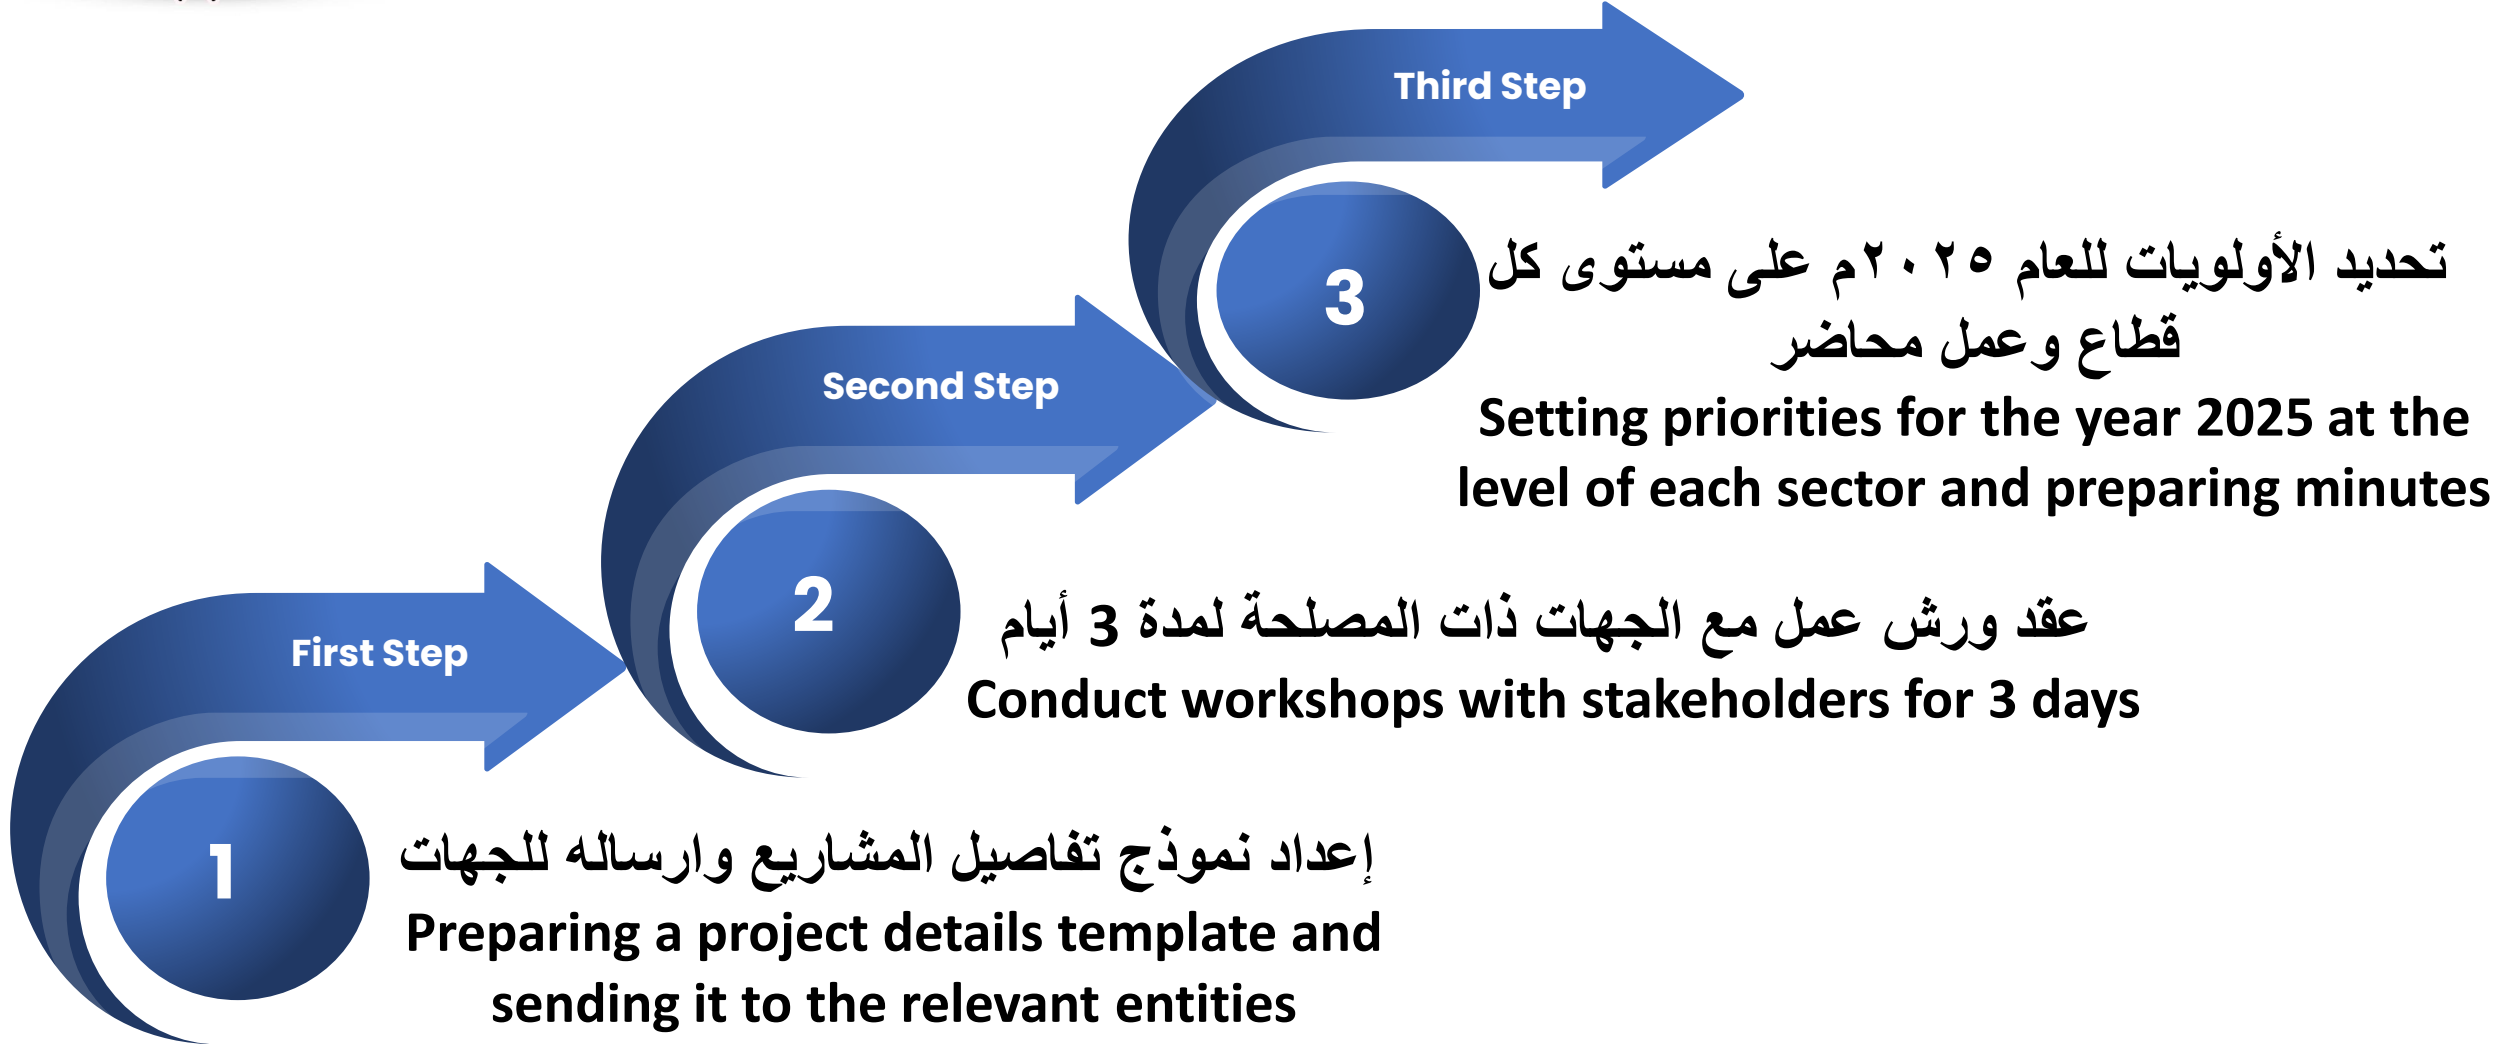 Third Step
3
تحديد الأولويات للعام ٢٠٢٥ م على مستوى كل
قطاع وعمل محاضر
Setting priorities for the year 2025 at the
level of each sector and preparing minutes
Second Step
2
عقد ورش عمل مع الجهات ذات المصلحة لمدة 3 أيام
Conduct workshops with stakeholders for 3 days
First Step
1
إعداد نموذج تفاصيل المشاريع وارساله للجهات
Preparing a project details template and
sending it to the relevant entities